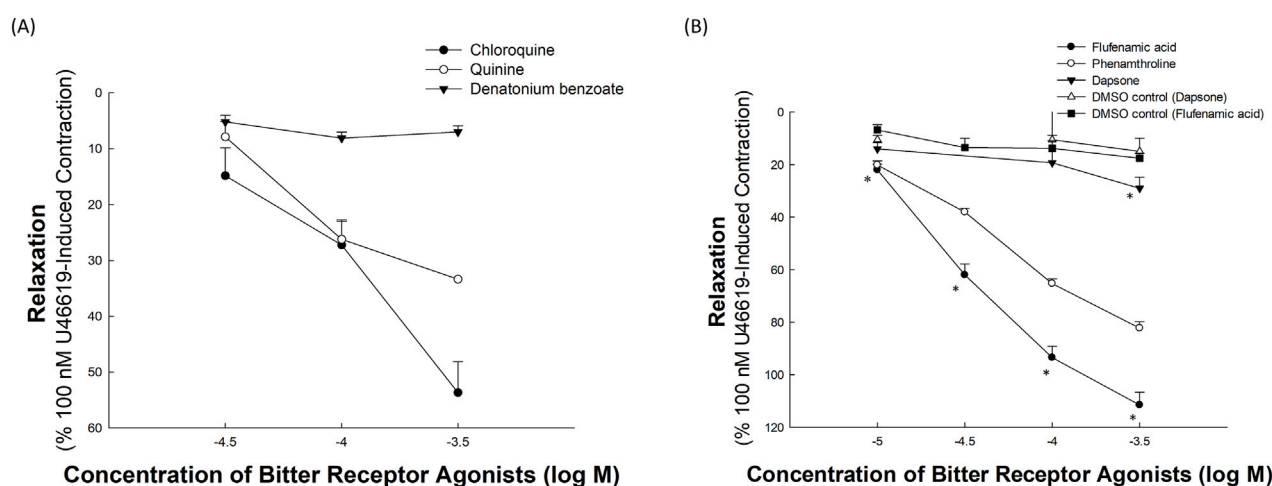 (A)
Chloroquine
Quinine
Denatonium benzoate
Relaxation
(% 100 nM U46619-Induced Contraction)
0
10
20
30
40
50
60
-4.5
-4
-3.5
Concentration of Bitter Receptor Agonists (log M)
(B)
Flufenamic acid
Phenamthroline
Dapsone
DMSO control (Dapsone)
DMSO control (Flufenamic acid)
Relaxation
(% 100 nM U46619-Induced Contraction)
0
20
40
60
80
100
120
*
*
*
*
*
-5
-4.5
-4
-3.5
Concentration of Bitter Receptor Agonists (log M)